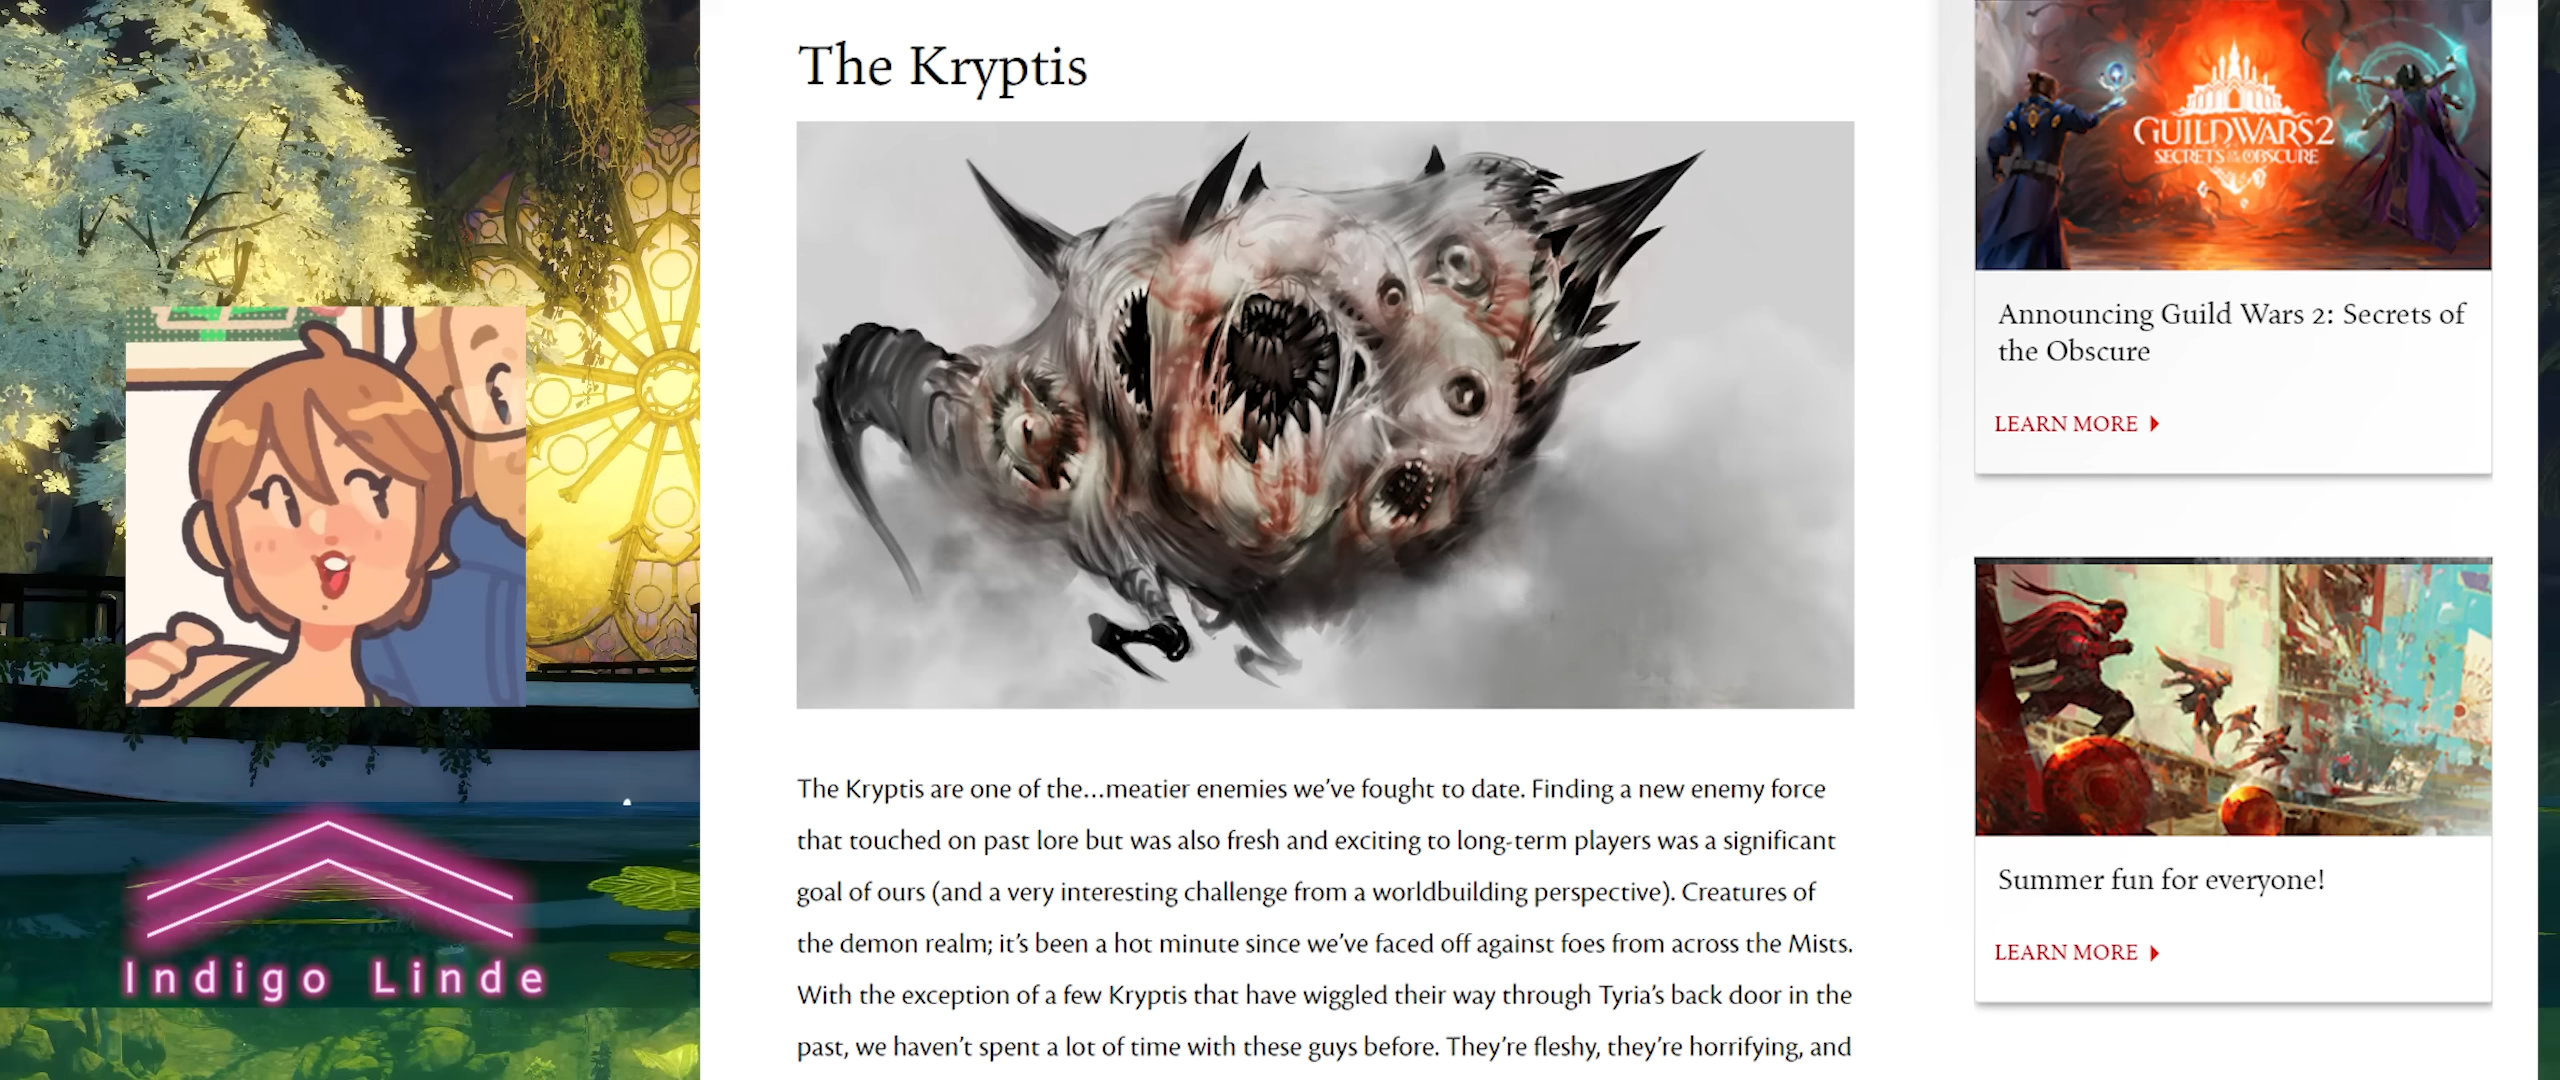 The Kryptis
The Kryptis are one of the...meatier enemies we've fought to date. Finding a new enemy force
that touched on past lore but was also fresh and exciting to long-term players was a significant
goal of ours (and a very interesting challenge from a worldbuilding perspective). Creatures of
the demon realm; it's been a hot minute since we've faced off against foes from across the Mists.
With the exception of a few Kryptis that have wiggled their way through Tyria's back door in the
past, we haven't spent a lot of time with these guys before. They're fleshy, they're horrifying, and
GUILD WARS 2
SECRETS OF THE OBSCURE
Announcing Guild Wars 2: Secrets of
the Obscure
LEARN MORE
Summer fun for everyone!
LEARN MORE
Indigo Linde